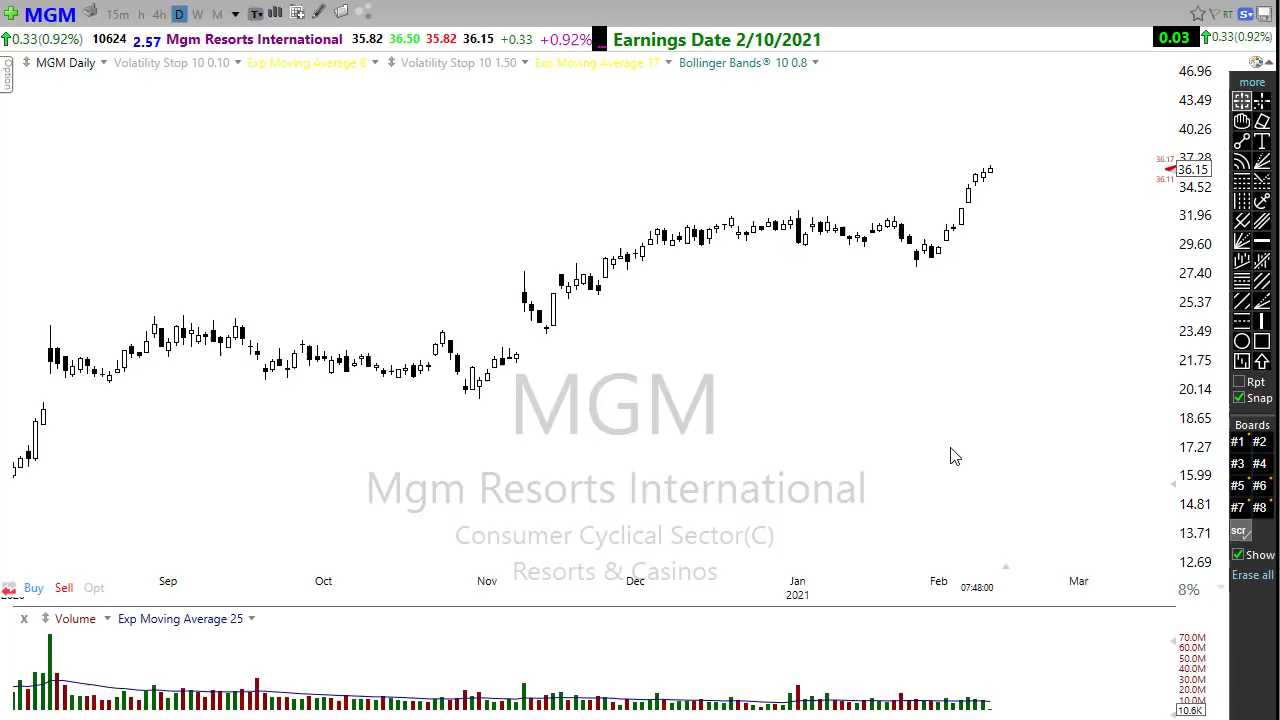 MGM 15m h 4h D W M T RT S
0.33(0.92%) 10624 2.57 Mgm Resorts International 35.82 36.50 35.82 36.15 +0.33 +0.92% Earnings Date 2/10/2021 0.03 0.33(0.92%)
Option
MGM Daily Volatility Stop 10 0.10 Exp Moving Average 8 Volatility Stop 10 1.50 Exp Moving Average 17 Bollinger Bands® 10 0.8
46.96
43.49
40.26
37.28
36.17
36.15
36.11
34.52
31.96
29.60
27.40
25.37
23.49
21.75
20.14
18.65
17.27
15.99
14.81
13.71
12.69
more
T
Rpt
Snap
Boards
#1 #2
#3 #4
#5 #6
#7 #8
scr
Show
Erase all
MGM
Mgm Resorts International
Consumer Cyclical Sector(C)
Resorts & Casinos
Sep Oct Nov Dec Jan Feb Mar
2021 07:48:00
Buy Sell Opt 8%
X Volume Exp Moving Average 25
70.0M
60.0M
50.0M
40.0M
30.0M
20.0M
10.6K